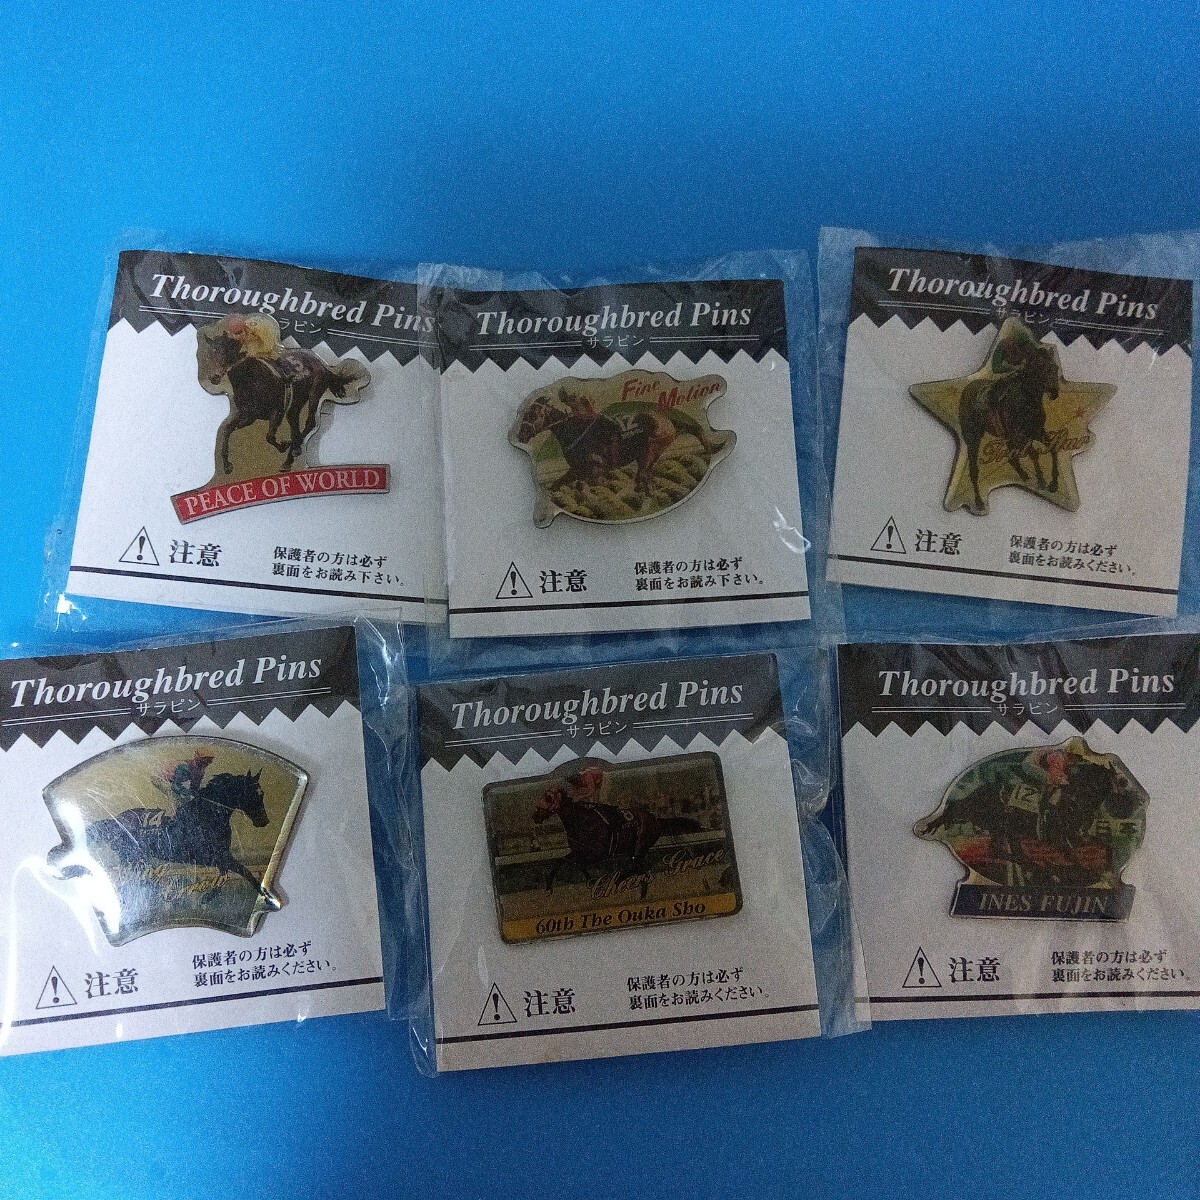 Thoroughbred Pins
サラピン
3
PEACE OF WORLD
注意
保護者の方は必ず
裏面をお読み下さい。
Thoroughbred Pins
サラピン
Fine
Motion
12
注意
保護者の方は必ず
裏面をお読み下さい。
Thoroughbred Pins
サラピン
Star
注意
保護者の方は必ず
裏面をお読みください。
Thoroughbred Pins
サラピン
14
注意
保護者の方は必ず
裏面をお読みください。
Thoroughbred Pins
サラピン
Cheers Grace
60th The Ouka Sho
注意
保護者の方は必ず
裏面をお読みください。
Thoroughbred Pins
サラピン
12
INES FUJIN
注意
保護者の方は必ず
裏面をお読みください。